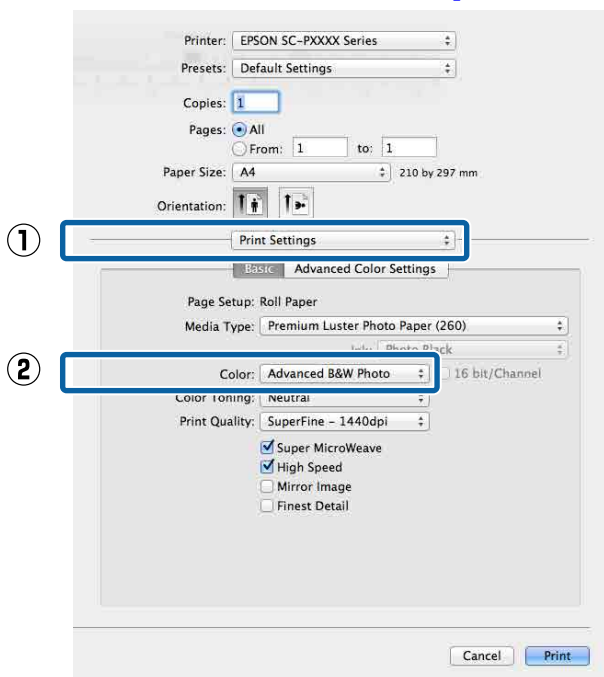 Printer: EPSON SC-PXXXX Series
Presets: Default Settings
Copies: 1
Pages: All
From: 1 to: 1
Paper Size: A4 210 by 297 mm
Orientation:
① Print Settings
Basic Advanced Color Settings
Page Setup: Roll Paper
Media Type: Premium Luster Photo Paper (260)
Ink: Photo Black
② Color: Advanced B&W Photo 16 bit/Channel
Color Toning: Neutral
Print Quality: SuperFine – 1440dpi
Super MicroWeave
High Speed
Mirror Image
Finest Detail
Cancel Print